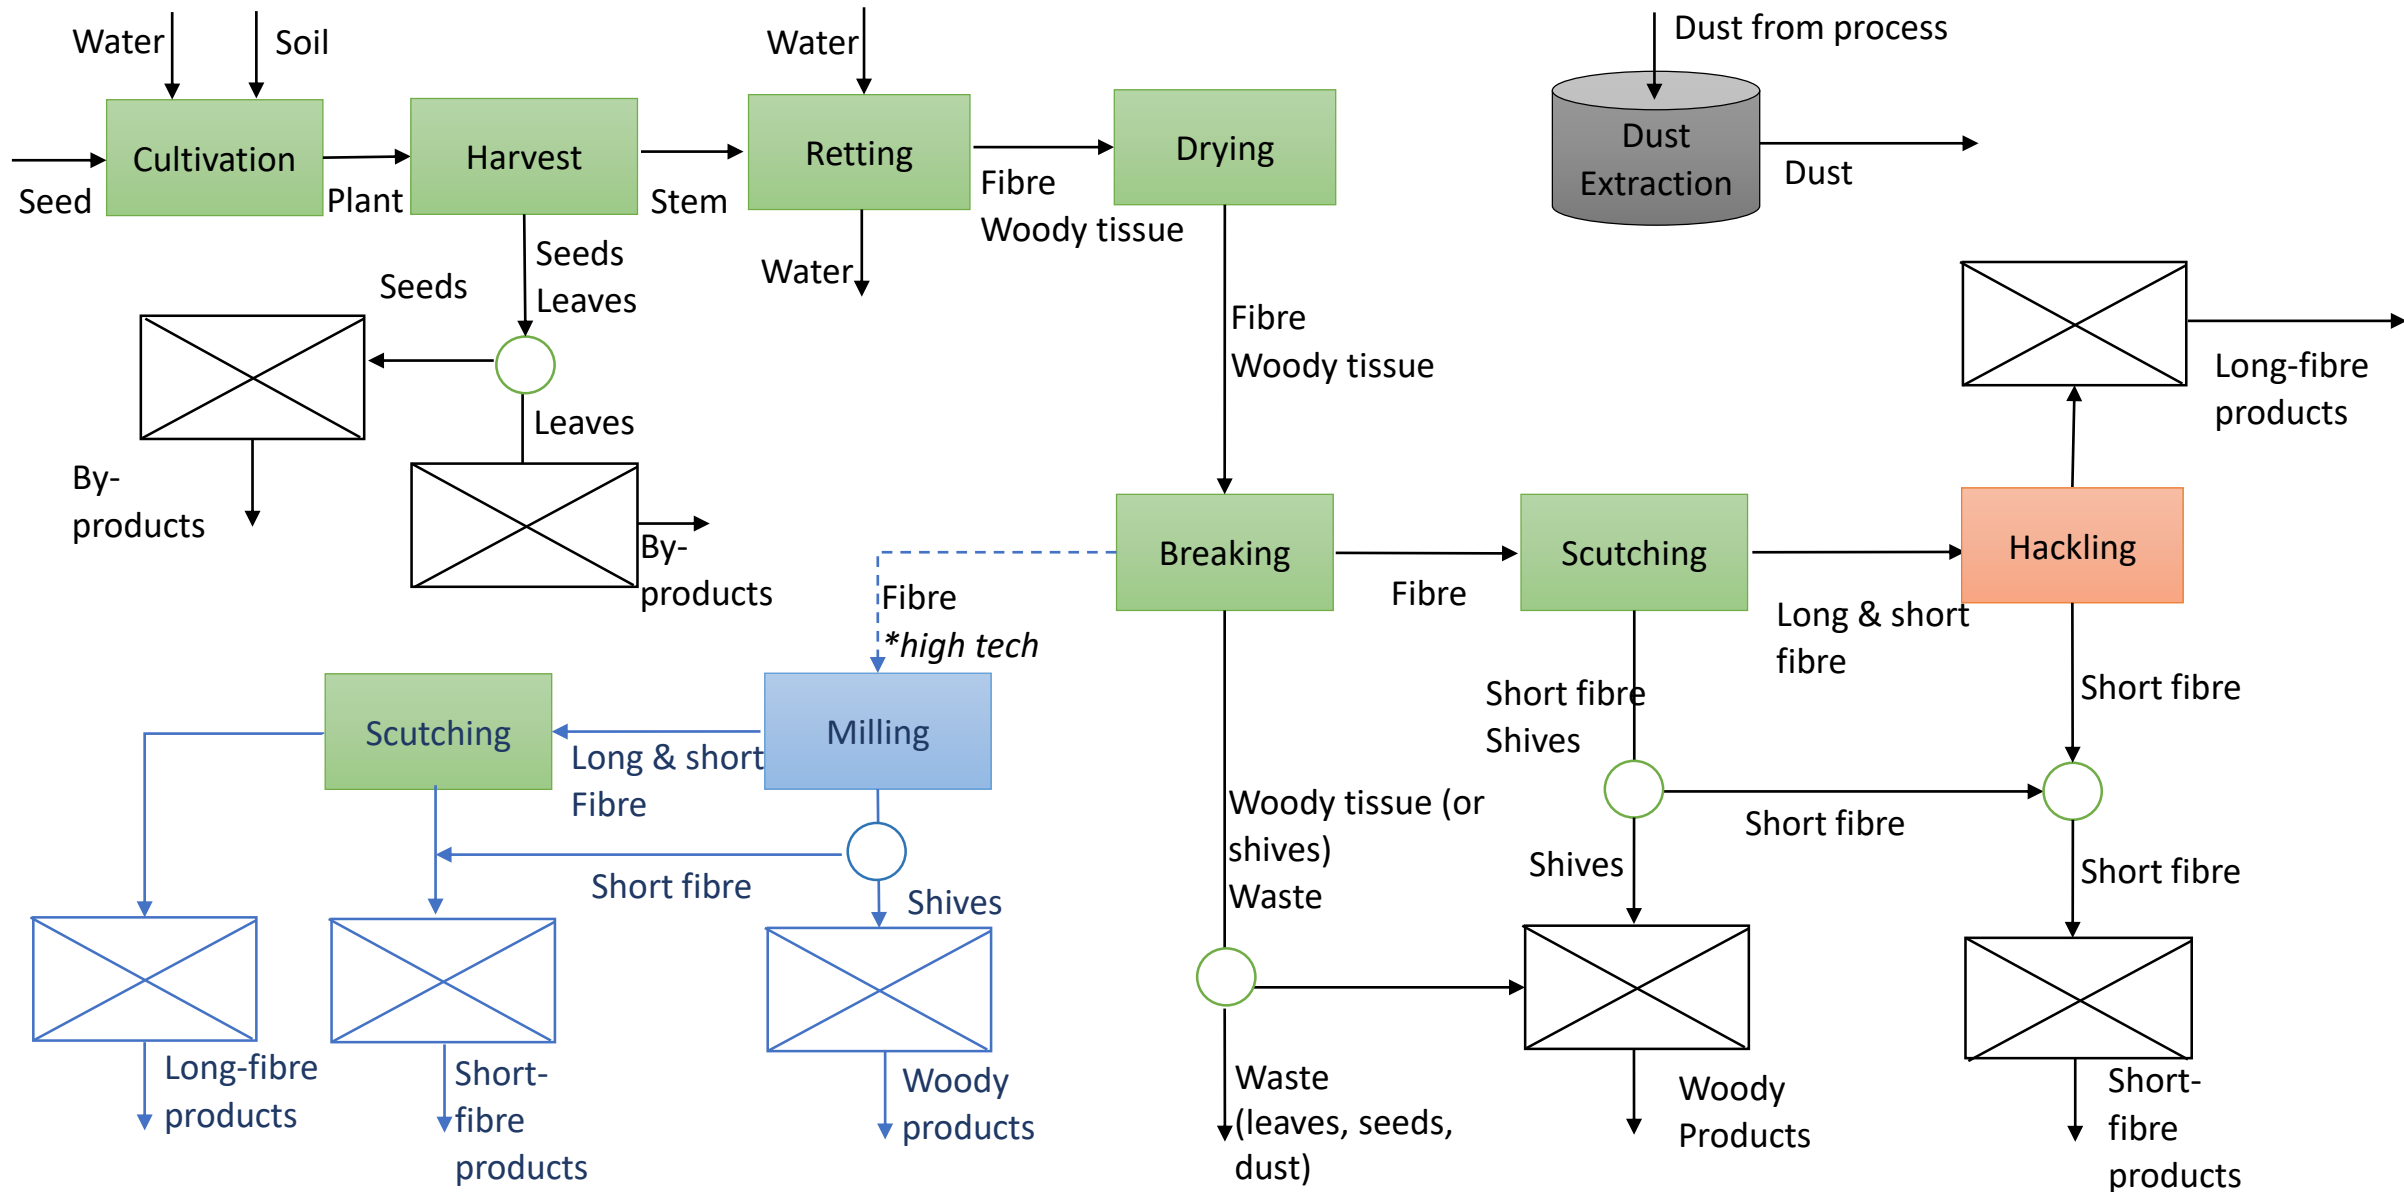 Water
Soil
Water
Dust from process
Cultivation
Harvest
Retting
Drying
Dust
Extraction
Dust
Seed
Plant
Stem
Fibre
Woody tissue
Seeds
Leaves
Water
Seeds
Leaves
By-
products
By-
products
Fibre
Woody tissue
Long-fibre
products
Breaking
Fibre
Scutching
Long & short
fibre
Hackling
Fibre
*high tech
Short fibre
Shives
Short fibre
Scutching
Long & short
Fibre
Milling
Woody tissue (or
shives)
Waste
Short fibre
Shives
Short fibre
Short fibre
Shives
Long-fibre
products
Short-
fibre
products
Woody
products
Waste
(leaves, seeds,
dust)
Woody
Products
Short-
fibre
products